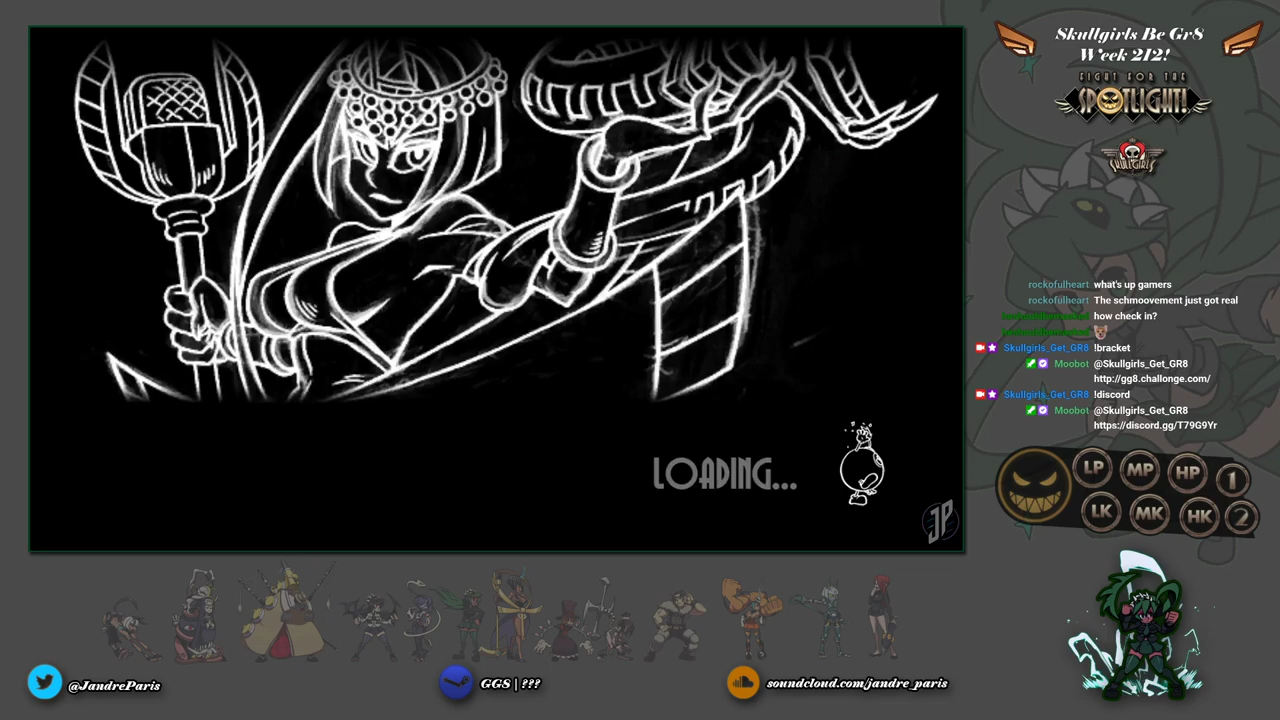 Skullgirls Be Gr8
Week 212!
FIGHT FOR THE
SPOTLIGHT!
SKULLGIRLS
rockofulheart what's up gamers
rockofulheart The schmoovement just got real
how check in?
Skullgirls_Get_GR8 !bracket
Moobot @Skullgirls_Get_GR8
http://gg8.challonge.com/
Skullgirls_Get_GR8 !discord
Moobot @Skullgirls_Get_GR8
https://discord.gg/T79G9Yr
LP MP HP 1
LK MK HK 2
LOADING...
JP
@JandreParis
GG8 | ???
soundcloud.com/jandre_paris